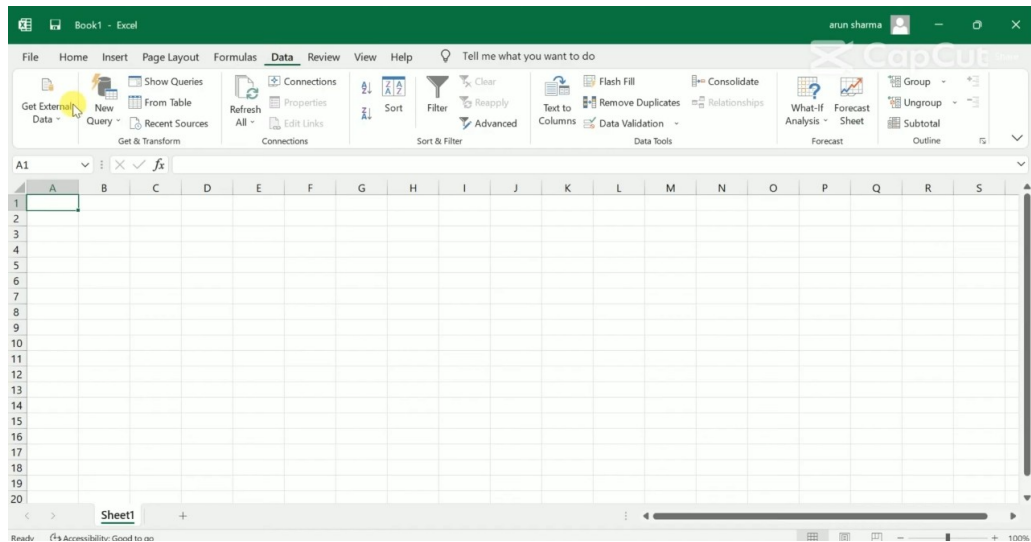 Book1 - Excel
arun sharma
CapCut
File Home Insert Page Layout Formulas Data Review View Help Tell me what you want to do
Get External Data
New Query
Show Queries
From Table
Recent Sources
Get & Transform
Refresh All
Connections
Properties
Edit Links
Connections
Sort
Filter
Clear
Reapply
Advanced
Sort & Filter
Text to Columns
Flash Fill
Remove Duplicates
Data Validation
Consolidate
Relationships
Data Tools
What-If Analysis
Forecast Sheet
Forecast
Group
Ungroup
Subtotal
Outline
A1 fx
A B C D E F G H I J K L M N O P Q R S
1
2
3
4
5
6
7
8
9
10
11
12
13
14
15
16
17
18
19
20
Sheet1
Ready Accessibility: Good to go 100%